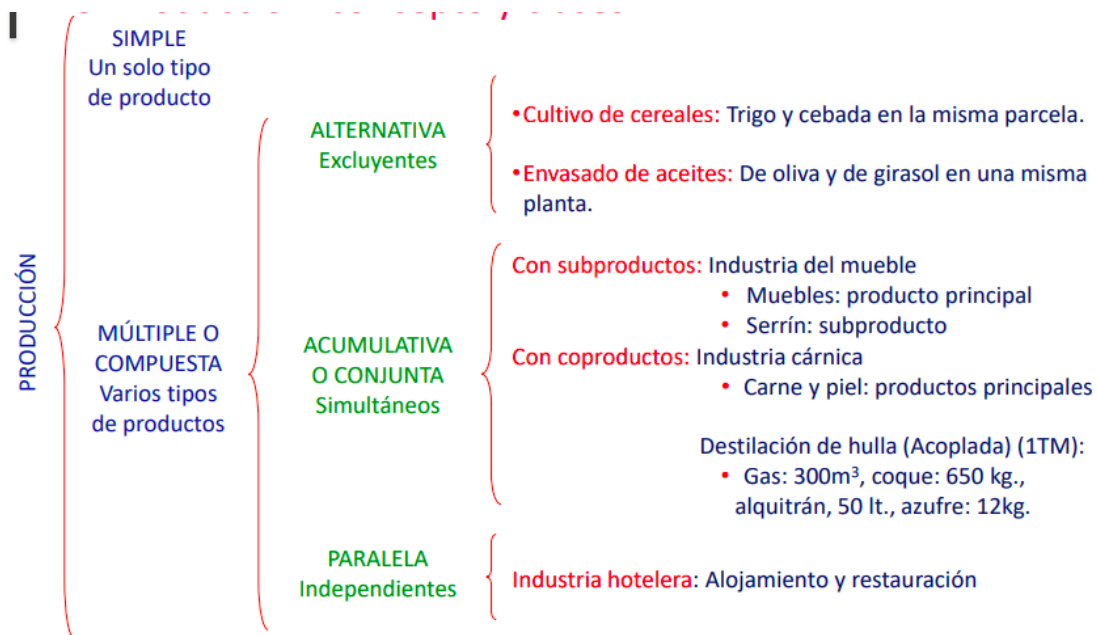 PRODUCCIÓN
SIMPLE
Un solo tipo
de producto
MÚLTIPLE O
COMPUESTA
Varios tipos
de productos
ALTERNATIVA
Excluyentes
•Cultivo de cereales: Trigo y cebada en la misma parcela.
•Envasado de aceites: De oliva y de girasol en una misma
planta.
ACUMULATIVA
O CONJUNTA
Simultáneos
Con subproductos: Industria del mueble
• Muebles: producto principal
• Serrín: subproducto
Con coproductos: Industria cárnica
• Carne y piel: productos principales
Destilación de hulla (Acoplada) (1TM):
• Gas: 300m³, coque: 650 kg.,
alquitrán, 50 lt., azufre: 12kg.
PARALELA
Independientes
Industria hotelera: Alojamiento y restauración